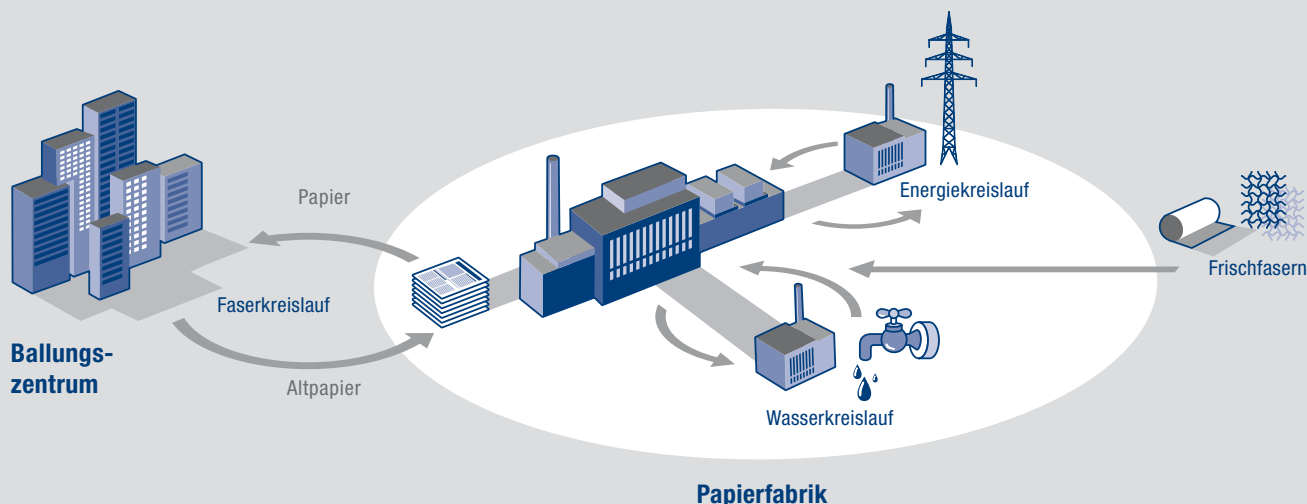 Energiekreislauf
Papier
Frischfasern
Faserkreislauf
Ballungs-
zentrum
Altpapier
Wasserkreislauf
Papierfabrik